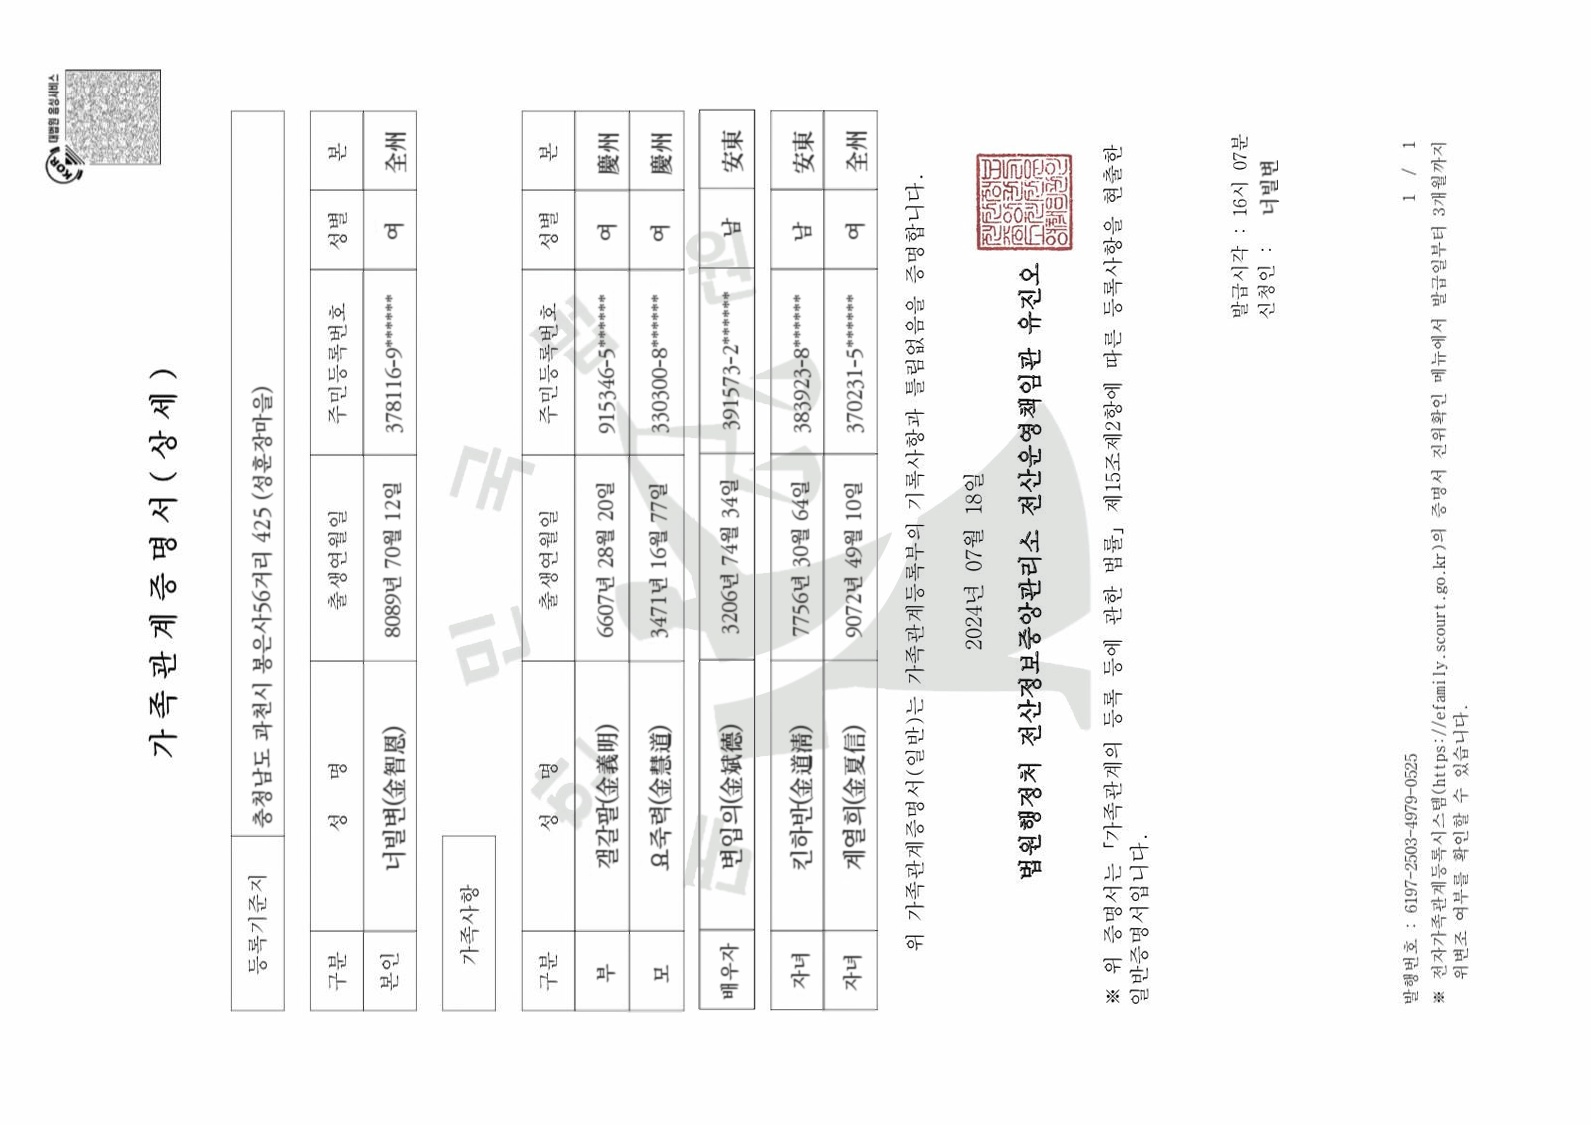 KOR 대법원 음성서비스
가족관계증명서(상세)
등록기준지 충청남도 과천시 봉은사56거리 425 (성훈장마을)
구분 성 명 출생연월일 주민등록번호 성별 본
본인 너빌변(金智恩) 8089년 70월 12일 378116-9****** 여 全州
가족사항
구분 성 명 출생연월일 주민등록번호 성별 본
부 갤갈팔(金義明) 6607년 28월 20일 915346-5****** 여 慶州
모 요죽력(金慧道) 3471년 16월 77일 330300-8****** 여 慶州
배우자 변임의(金斌德) 3206년 74월 34일 391573-2****** 남 安東
자녀 킨하반(金道淸) 7756년 30월 64일 383923-8****** 남 安東
자녀 계열희(金夏信) 9072년 49월 10일 370231-5****** 여 全州
대한민국법원
위 가족관계증명서(일반)는 가족관계등록부의 기록사항과 틀림없음을 증명합니다.
2024년 07월 18일
법원행정처 전산정보중앙관리소 전산운영책임관 유진오
※ 위 증명서는 「가족관계의 등록 등에 관한 법률」 제15조제2항에 따른 등록사항을 현출한
일반증명서입니다.
발급시각 : 16시 07분
신청인 : 너빌변
발행번호 : 6197-2503-4979-0525 1 / 1
※ 전자가족관계등록시스템(https://efamily.scourt.go.kr)의 증명서 진위확인 메뉴에서 발급일부터 3개월까지
위변조 여부를 확인할 수 있습니다.